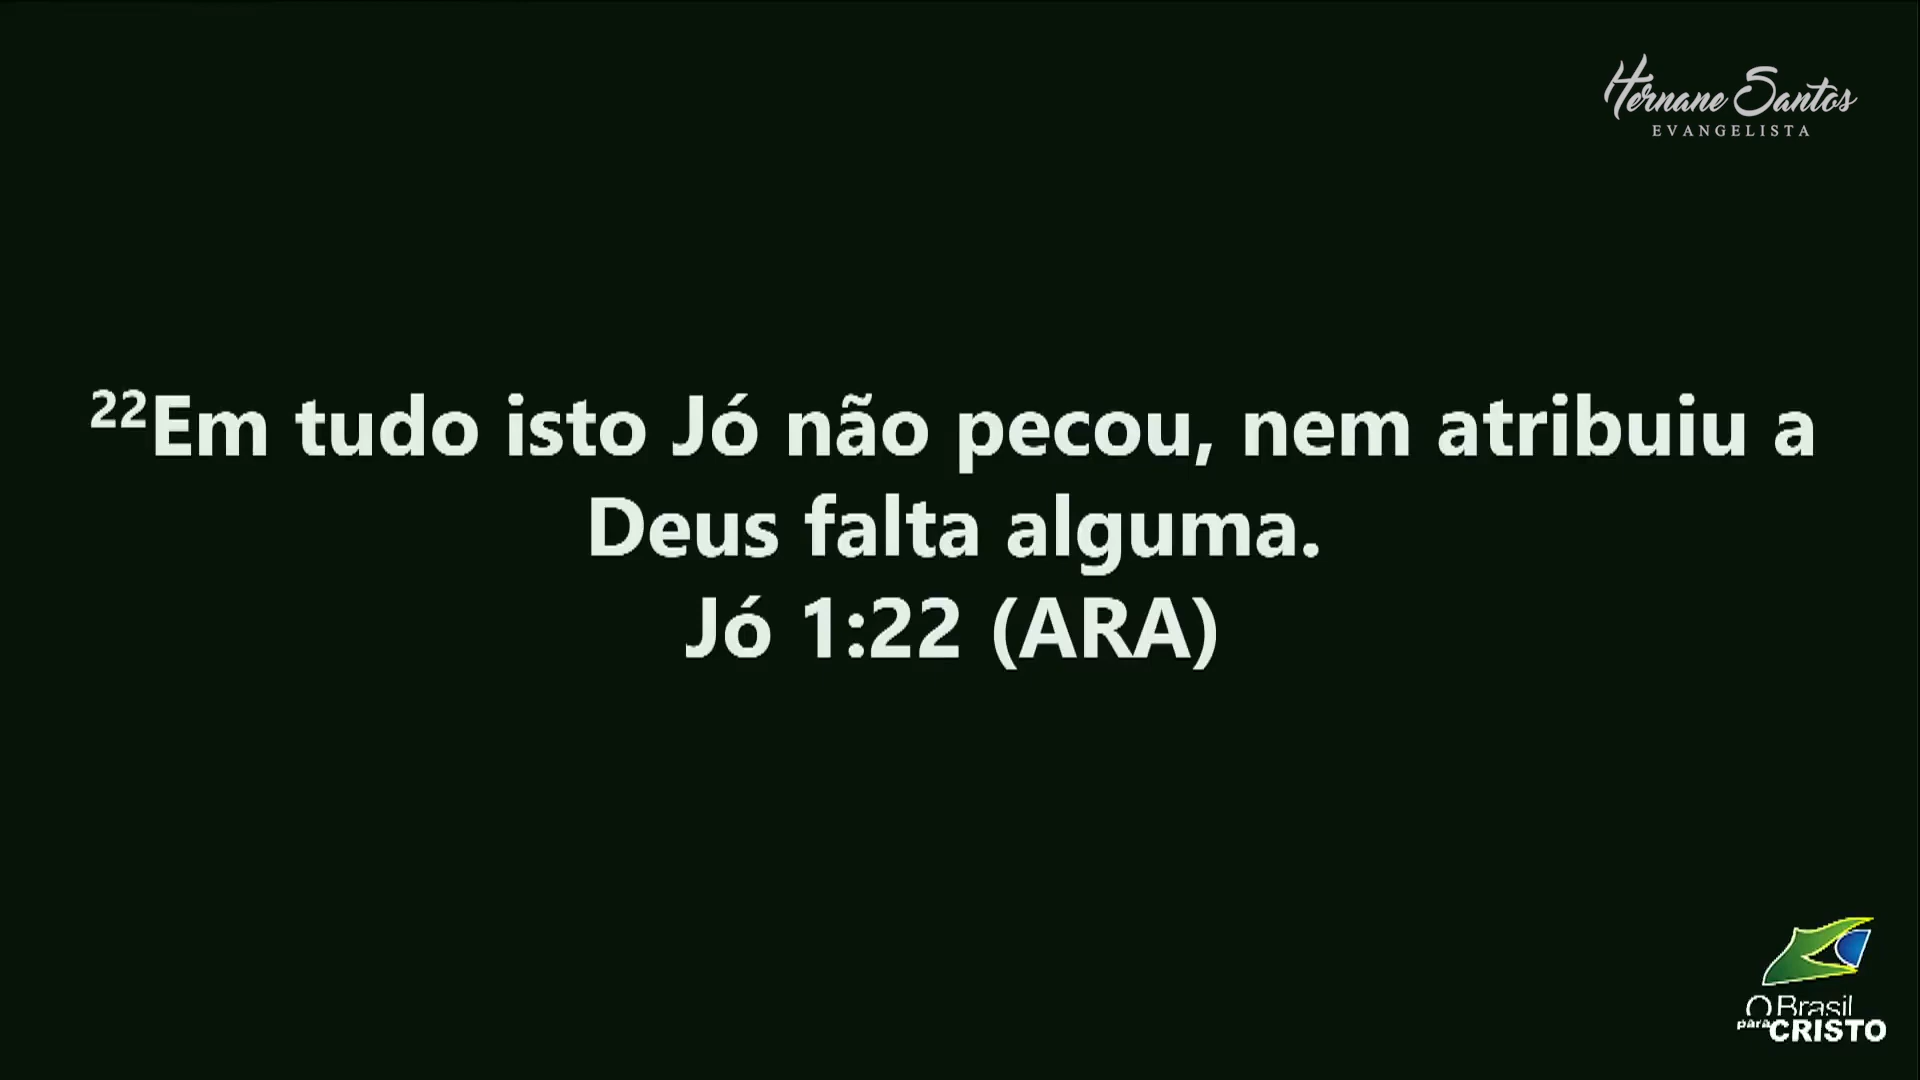 Hernane Santos
EVANGELISTA
²²Em tudo isto Jó não pecou, nem atribuiu a
Deus falta alguma.
Jó 1:22 (ARA)
O Brasil
para CRISTO